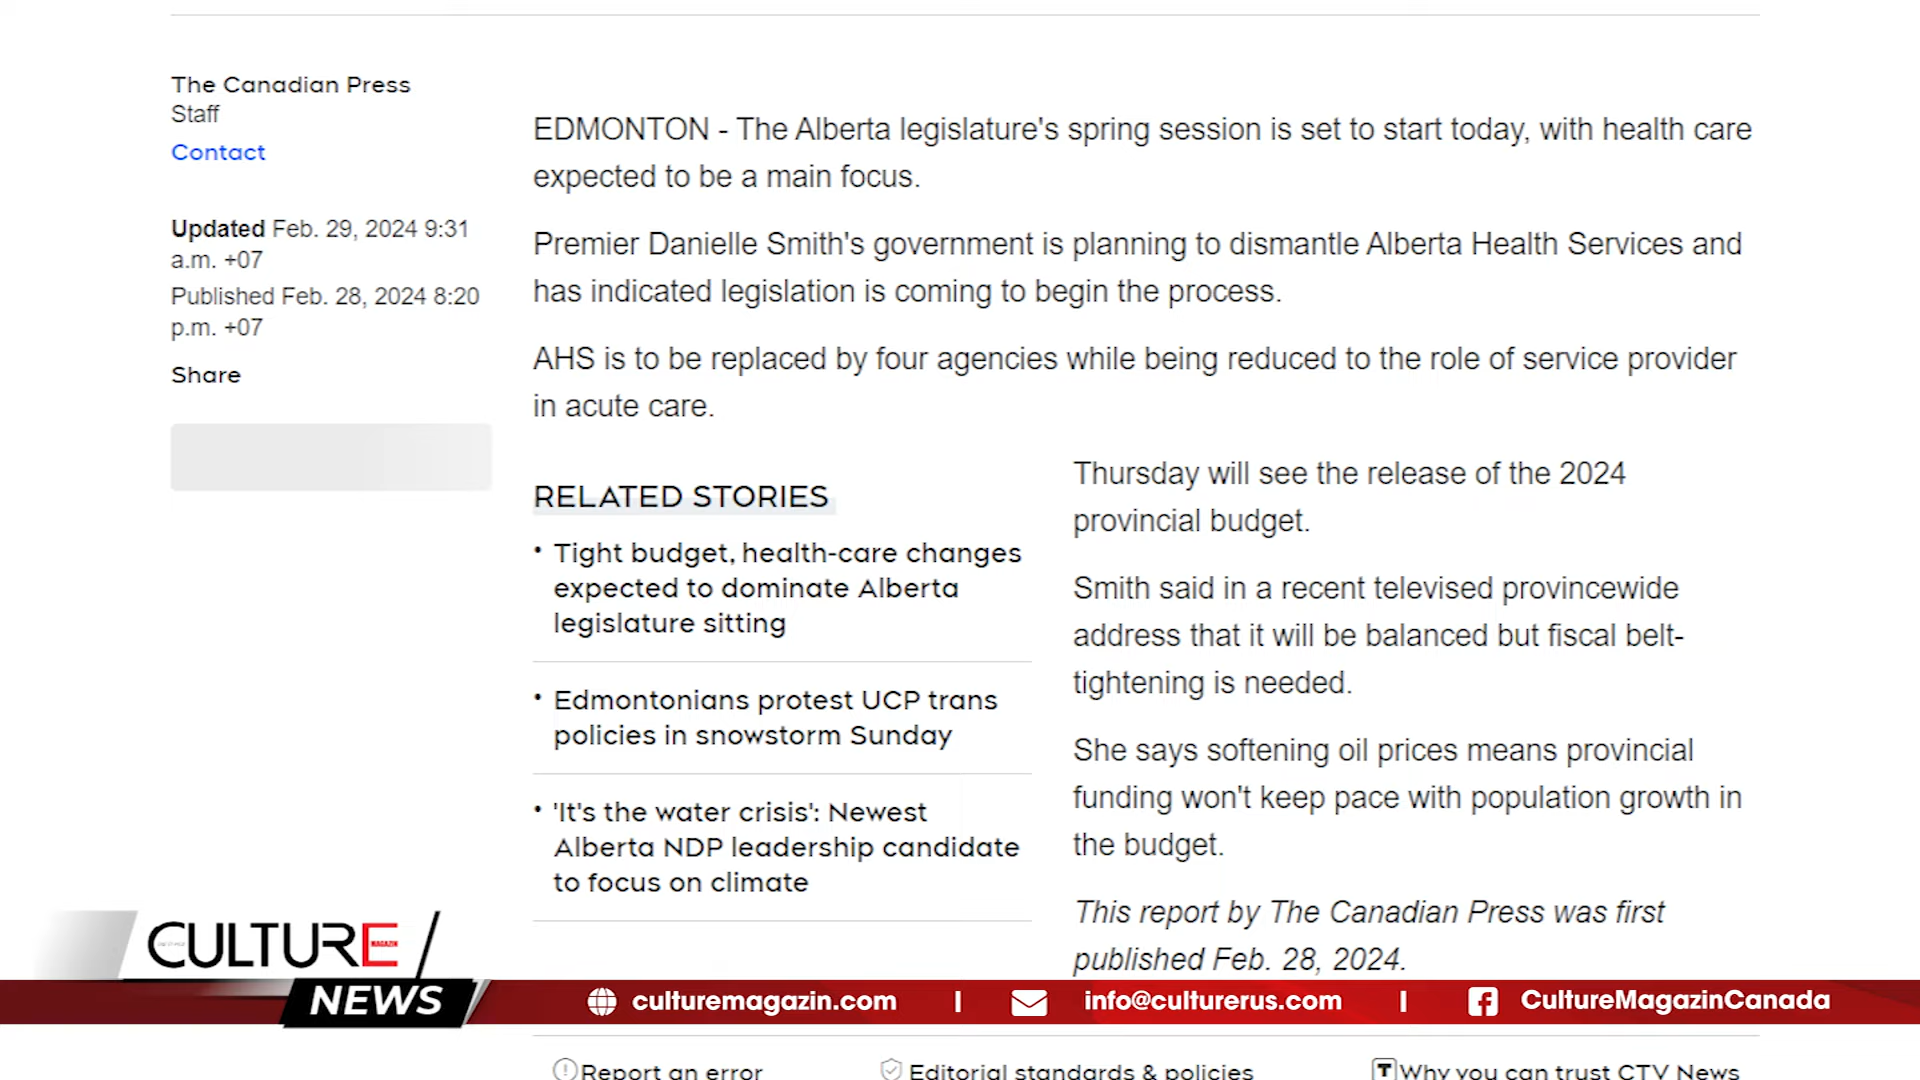 The Canadian Press
Staff
Contact
Updated Feb. 29, 2024 9:31
a.m. +07
Published Feb. 28, 2024 8:20
p.m. +07
Share
EDMONTON - The Alberta legislature's spring session is set to start today, with health care
expected to be a main focus.
Premier Danielle Smith's government is planning to dismantle Alberta Health Services and
has indicated legislation is coming to begin the process.
AHS is to be replaced by four agencies while being reduced to the role of service provider
in acute care.
RELATED STORIES
• Tight budget, health-care changes
expected to dominate Alberta
legislature sitting
• Edmontonians protest UCP trans
policies in snowstorm Sunday
• 'It's the water crisis': Newest
Alberta NDP leadership candidate
to focus on climate
Thursday will see the release of the 2024
provincial budget.
Smith said in a recent televised provincewide
address that it will be balanced but fiscal belt-
tightening is needed.
She says softening oil prices means provincial
funding won't keep pace with population growth in
the budget.
This report by The Canadian Press was first
published Feb. 28, 2024.
CULTURE
MAGAZIN
NEWS
culturemagazin.com | info@culturerus.com | CultureMagazinCanada
Report an error
Editorial standards & policies
Why you can trust CTV News